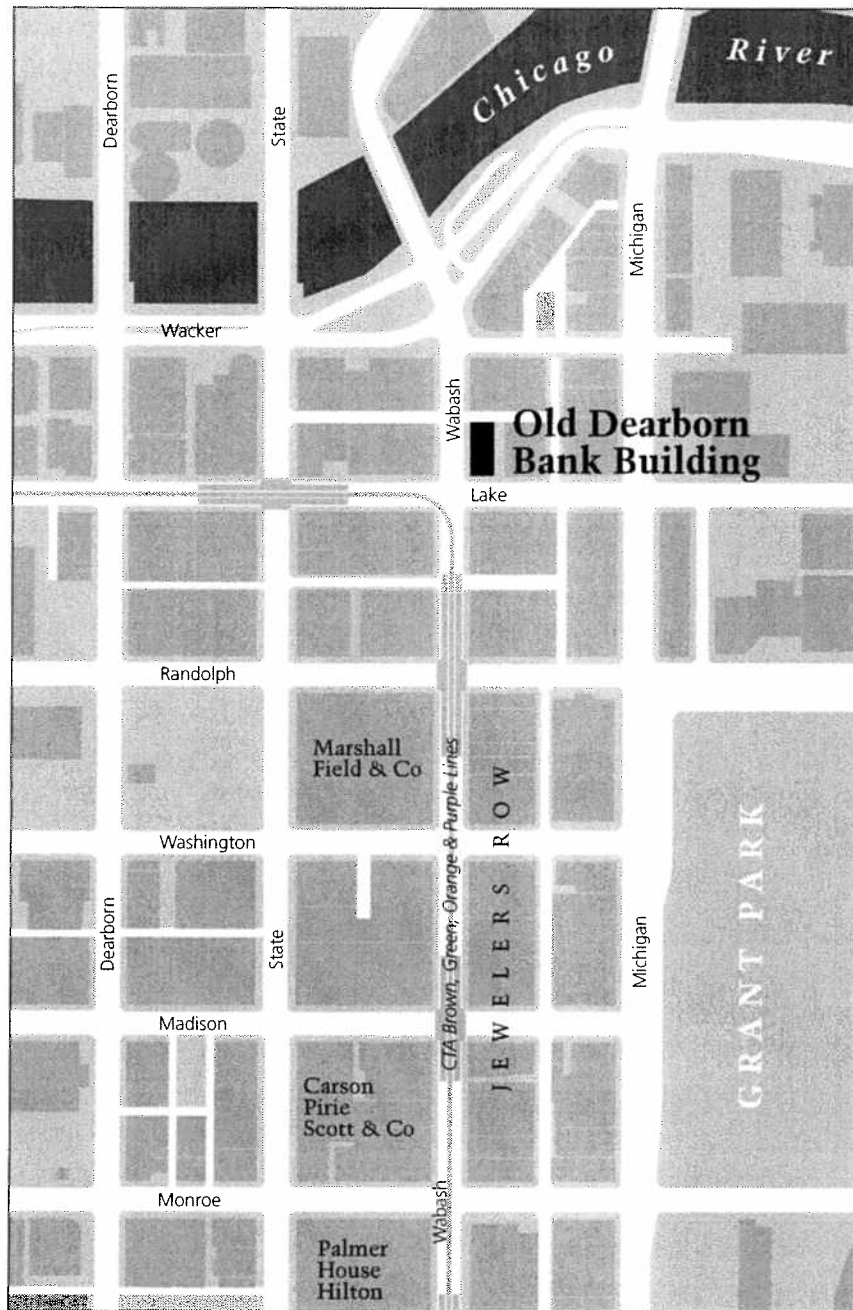 Chicago
River
Dearborn
State
Michigan
Wacker
Wabash
Old Dearborn
Bank Building
Lake
Randolph
Marshall
Field & Co
CTA Brown, Green, Orange & Purple Lines
JEWELERS ROW
Washington
Dearborn
State
Michigan
GRANT PARK
Madison
Carson
Pirie
Scott & Co
Monroe
Wabash
Palmer
House
Hilton